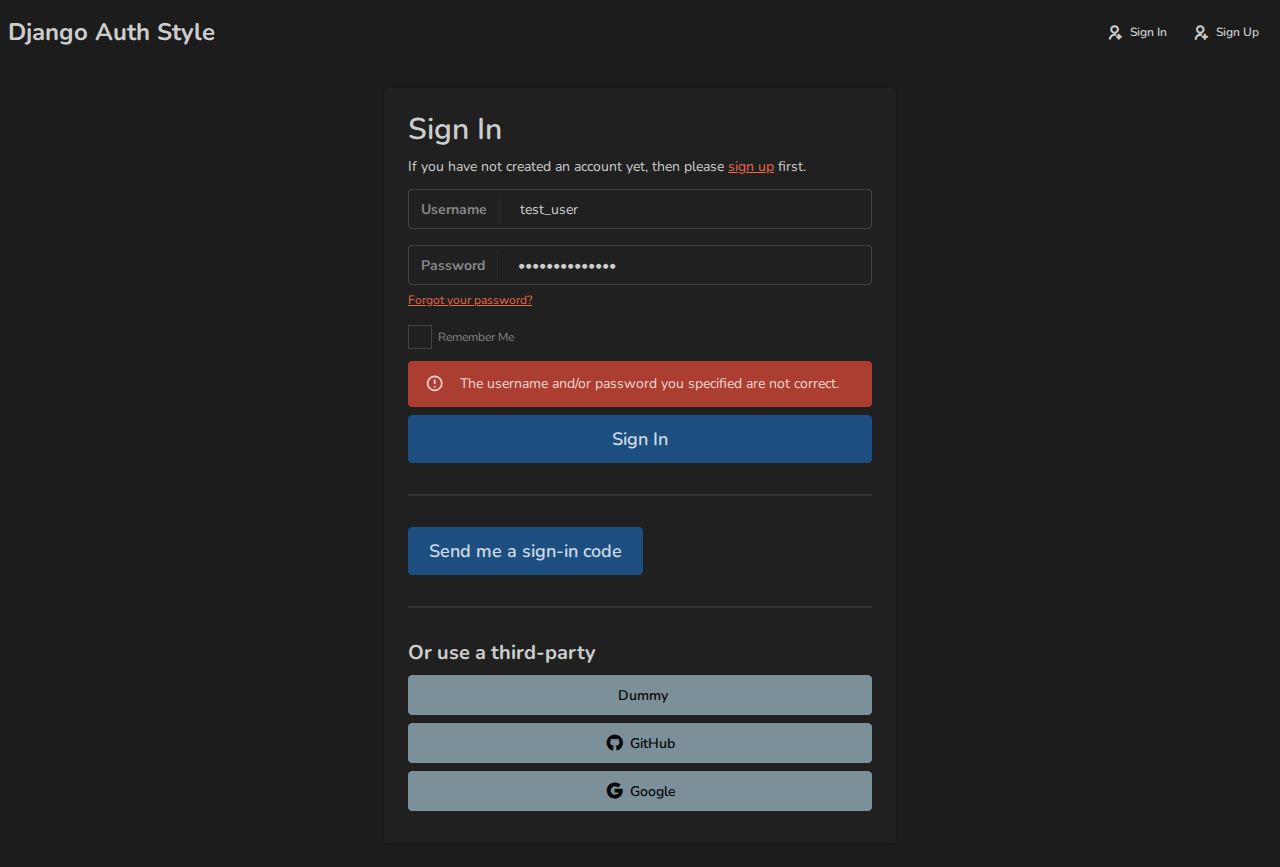 Django Auth Style
Sign In
Sign Up
Sign In
If you have not created an account yet, then please sign up first.
Username
test_user
Password
••••••••••••••
Forgot your password?
Remember Me
The username and/or password you specified are not correct.
Sign In
Send me a sign-in code
Or use a third-party
Dummy
GitHub
Google